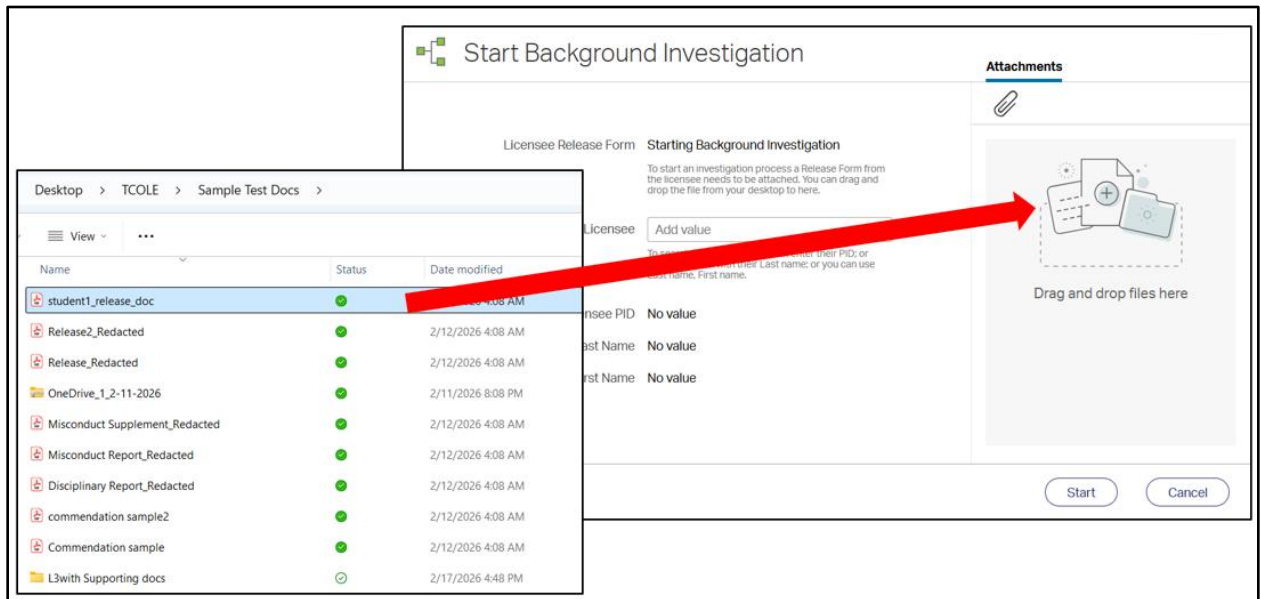 Start Background Investigation
Attachments
Licensee Release Form Starting Background Investigation
To start an investigation process a Release Form from
the licensee needs to be attached. You can drag and
drop the file from your desktop to here.
Licensee Add value
enter their PID; or
with their Last name; or you can use
name, First name.
PID No value
Name No value
Name No value
Drag and drop files here
Start Cancel
Desktop > TCOLE > Sample Test Docs >
View
Name Status Date modified
student1_release_doc 4:08 AM
Release2_Redacted 2/12/2026 4:08 AM
Release_Redacted 2/12/2026 4:08 AM
OneDrive_1_2-11-2026 2/11/2026 8:08 PM
Misconduct Supplement_Redacted 2/12/2026 4:08 AM
Misconduct Report_Redacted 2/12/2026 4:08 AM
Disciplinary Report_Redacted 2/12/2026 4:08 AM
commendation sample2 2/12/2026 4:08 AM
Commendation sample 2/12/2026 4:08 AM
L3with Supporting docs 2/17/2026 4:48 PM